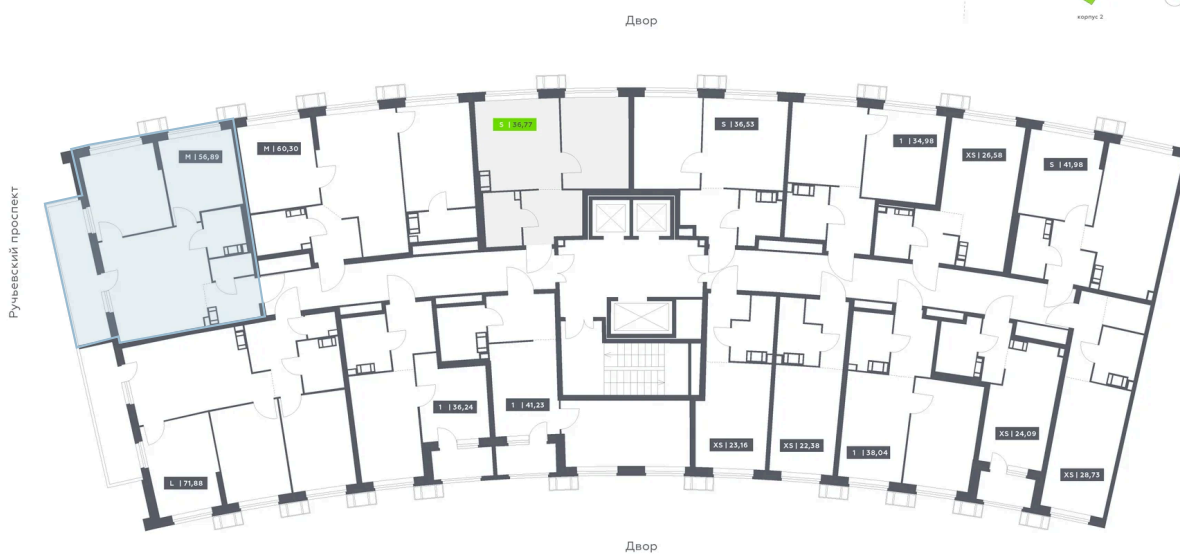 Двор
корпус 2
S | 36,77
S | 36,53
1 | 34,98
M | 60,30
XS | 26,58
M | 56,89
S | 41,98
Ручьевский проспект
1 | 36,24
1 | 41,23
XS | 24,09
XS | 23,16
XS | 22,38
1 | 38,04
XS | 28,73
L | 71,88
Двор